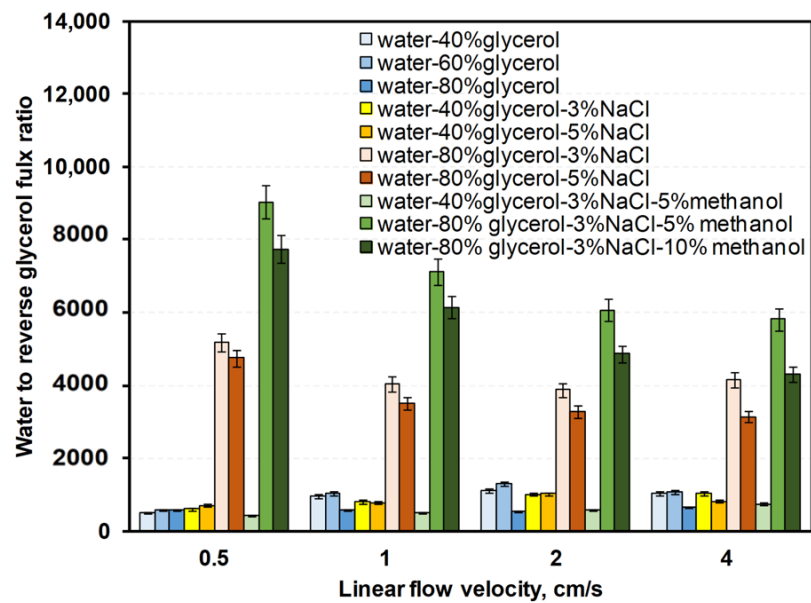 14,000
12,000
10,000
8000
6000
4000
2000
0
Water to reverse glycerol fulx ratio
water-40%glycerol
water-60%glycerol
water-80%glycerol
water-40%glycerol-3%NaCl
water-40%glycerol-5%NaCl
water-80%glycerol-3%NaCl
water-80%glycerol-5%NaCl
water-40%glycerol-3%NaCl-5%methanol
water-80% glycerol-3%NaCl-5% methanol
water-80% glycerol-3%NaCl-10% methanol
0.5 1 2 4
Linear flow velocity, cm/s